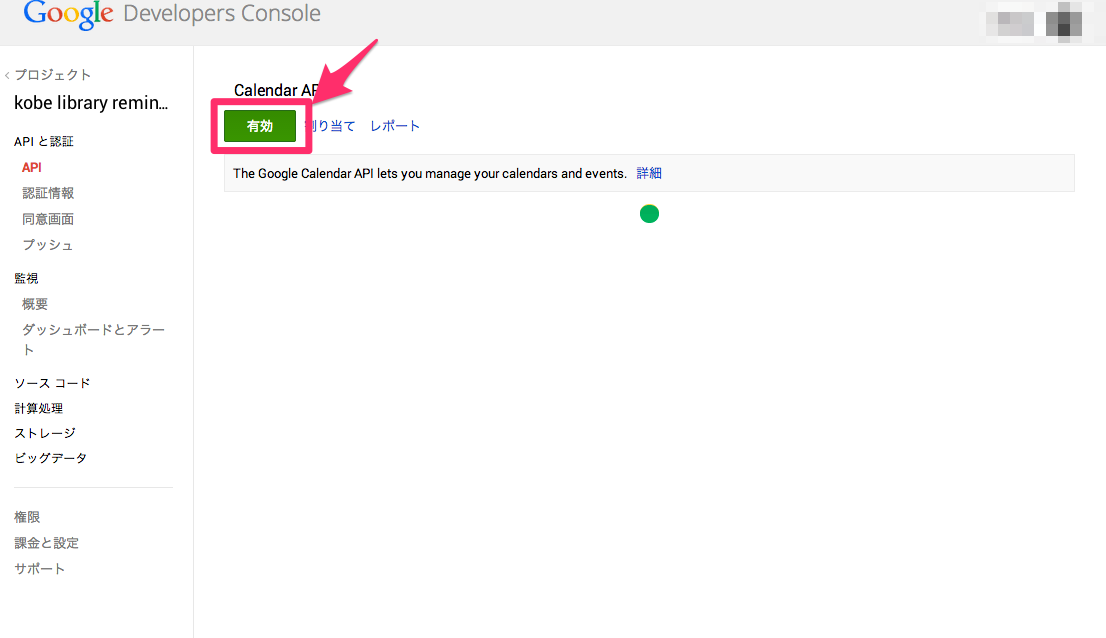 Google Developers Console
プロジェクト
kobe library remin...
API と認証
API
認証情報
同意画面
プッシュ
監視
概要
ダッシュボードとアラー
ト
ソース コード
計算処理
ストレージ
ビッグデータ
権限
課金と設定
サポート
Calendar AP
有効 割り当て レポート
The Google Calendar API lets you manage your calendars and events. 詳細